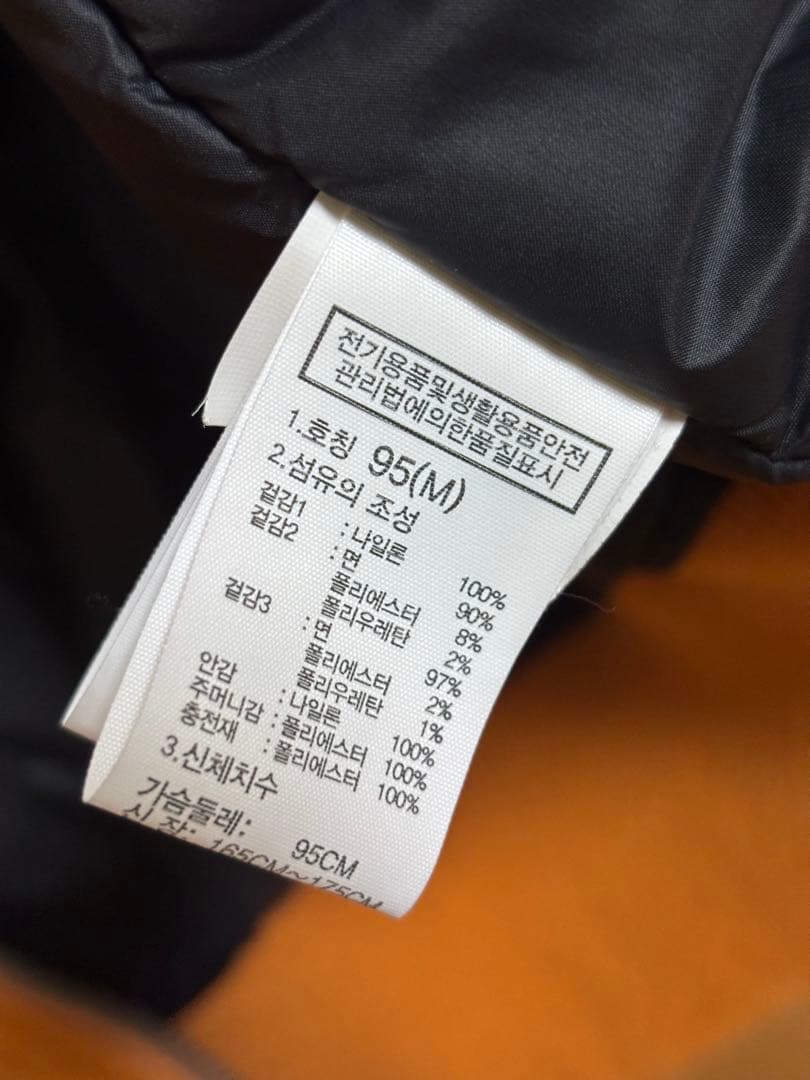 전기용품및생활용품안전
관리법에의한품질표시
1.호칭 95(M)
2.섬유의 조성
겉감1 : 나일론 100%
겉감2 : 면 90%
폴리에스터 8%
폴리우레탄 2%
겉감3 : 면 97%
폴리에스터 2%
폴리우레탄 1%
안감 : 나일론 100%
주머니감 : 폴리에스터 100%
충전재 : 폴리에스터 100%
3.신체치수
가슴둘레: 95CM
신 장: 165CM~175CM